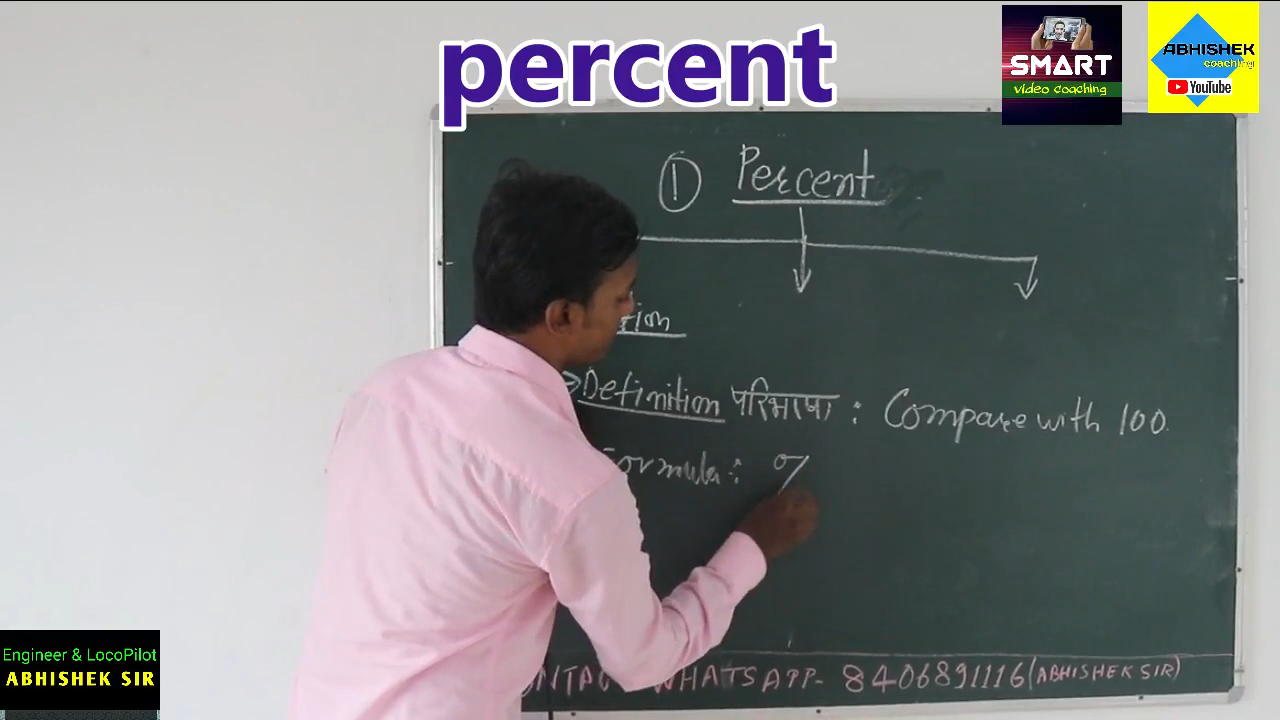 percent
SMART
video coaching
ABHISHEK
coaching
YouTube
① Percent
Definition परिभाषा : Compare with 100
Formula : %
WHATSAPP- 8406891116 (ABHISHEK SIR)
Engineer & LocoPilot
ABHISHEK SIR